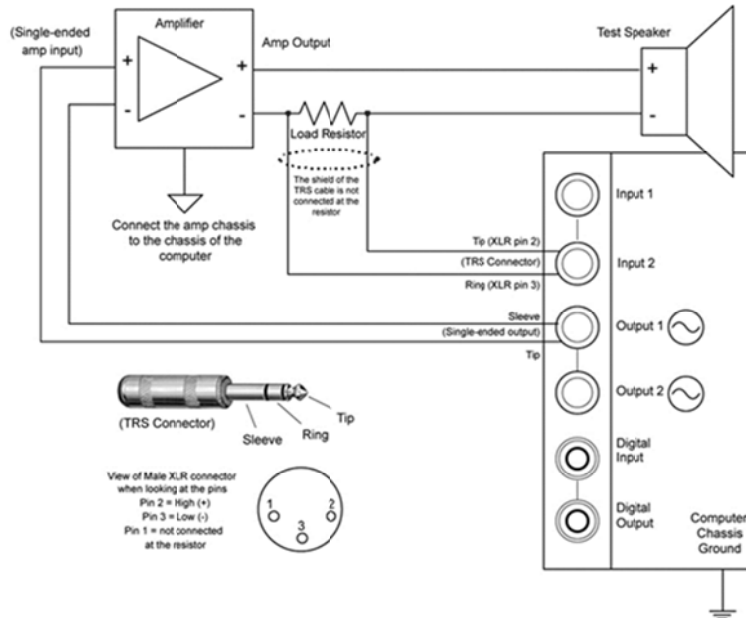 Amplifier
(Single-ended
amp input)
+
-
+
-
Amp Output
Test Speaker
+
-
Load Resistor
The shield of the
TRS cable is not
connected at the
resistor
Connect the amp chassis
to the chassis of the
computer
Input 1
Tip (XLR pin 2)
(TRS Connector)
Ring (XLR pin 3)
Input 2
Sleeve
(Single-ended output)
Tip
Output 1
Output 2
Digital
Input
Digital
Output
Computer
Chassis
Ground
(TRS Connector)
Sleeve
Ring
Tip
View of Male XLR connector
when looking at the pins
Pin 2 = High (+)
Pin 3 = Low (-)
Pin 1 = not connected
at the resistor
1
2
3